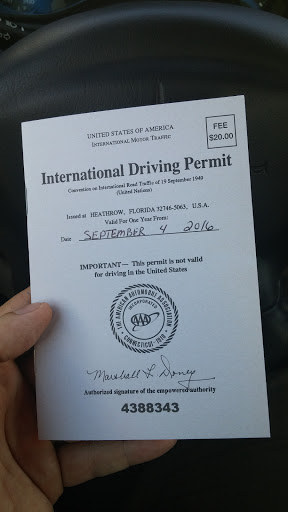 UNITED STATES OF AMERICA
INTERNATIONAL MOTOR TRAFFIC
FEE
$20.00
International Driving Permit
Convention on International Road Traffic of 19 September 1949
(United Nations)
Issued at HEATHROW, FLORIDA 32746-5063, U.S.A.
Valid For One Year From:
Date SEPTEMBER 4 2016
IMPORTANT— This permit is not valid
for driving in the United States
THE AMERICAN AUTOMOBILE ASSOCIATION
INCORPORATED
AAA
CONNECTICUT, 1910
Marshall L. Doney
Authorized signature of the empowered authority
4388343